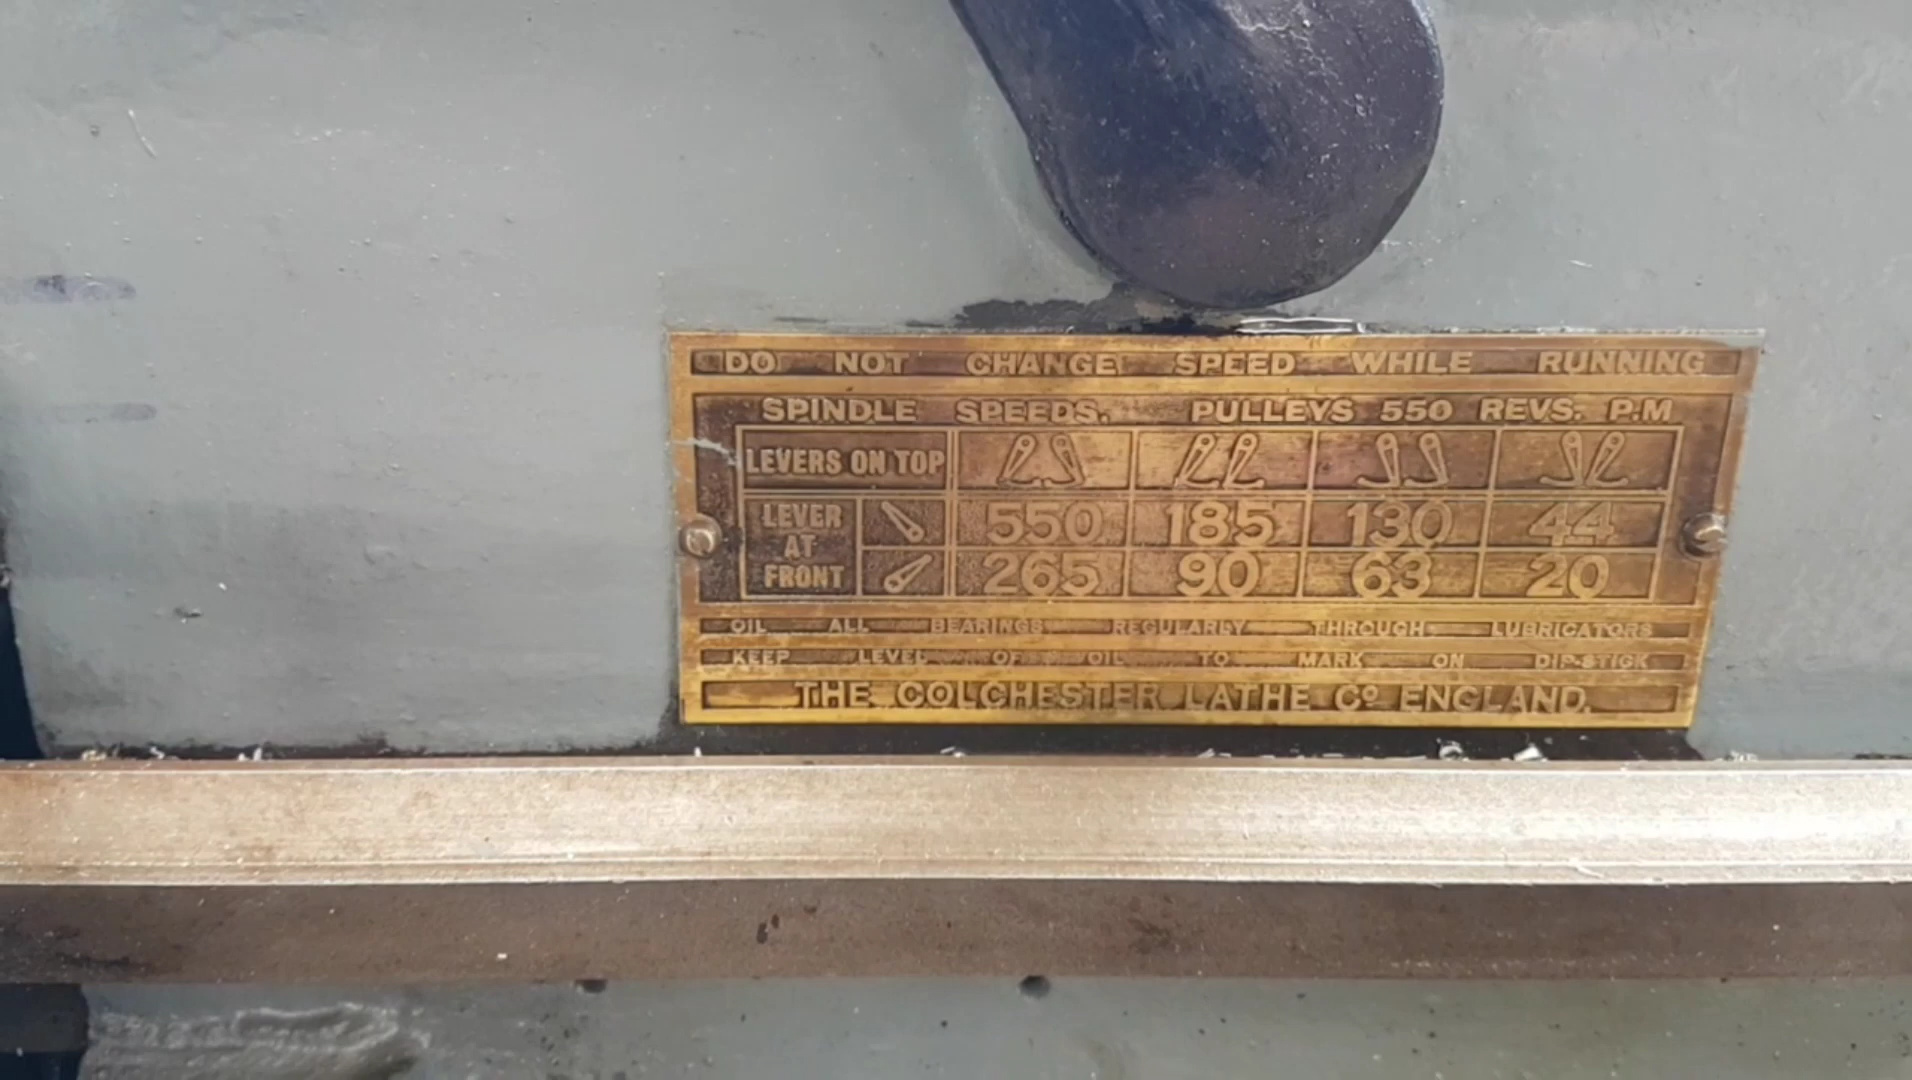 DO NOT CHANGE SPEED WHILE RUNNING
SPINDLE SPEEDS. PULLEYS 550 REVS. P.M
LEVERS ON TOP
LEVER AT FRONT
550 185 130 44
265 90 63 20
OIL ALL BEARINGS REGULARLY THROUGH LUBRICATORS
KEEP LEVEL OF OIL TO MARK ON DIP-STICK
THE COLCHESTER LATHE Cº ENGLAND.